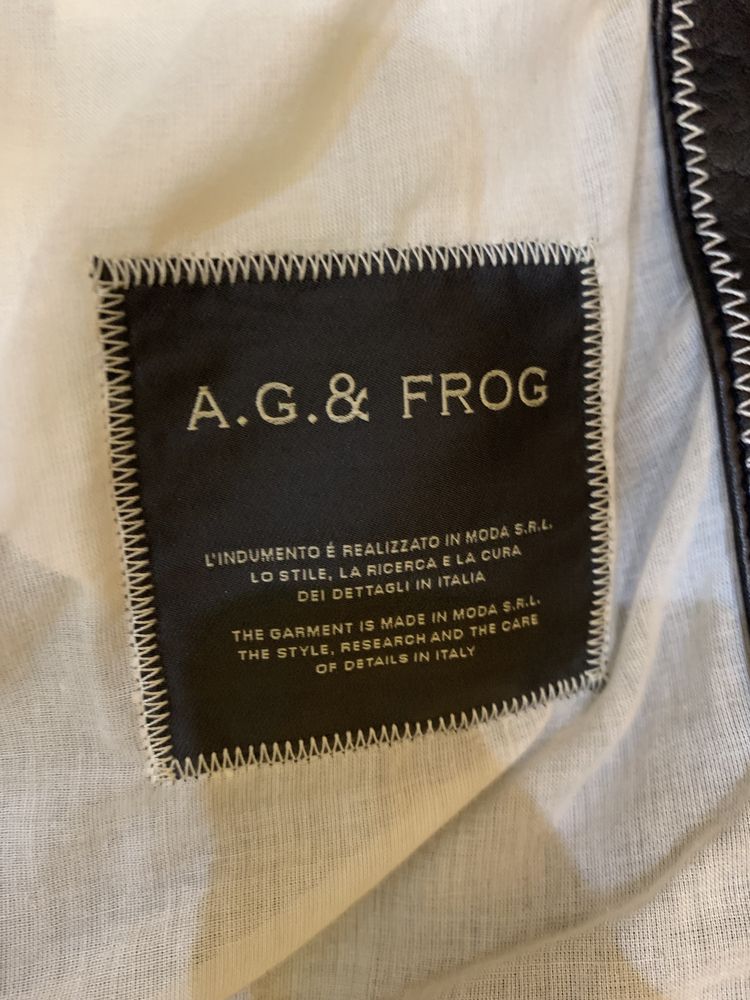 A.G.& FROG
L'INDUMENTO É REALIZZATO IN MODA S.R.L.
LO STILE, LA RICERCA E LA CURA
DEI DETTAGLI IN ITALIA
THE GARMENT IS MADE IN MODA S.R.L.
THE STYLE, RESEARCH AND THE CARE
OF DETAILS IN ITALY